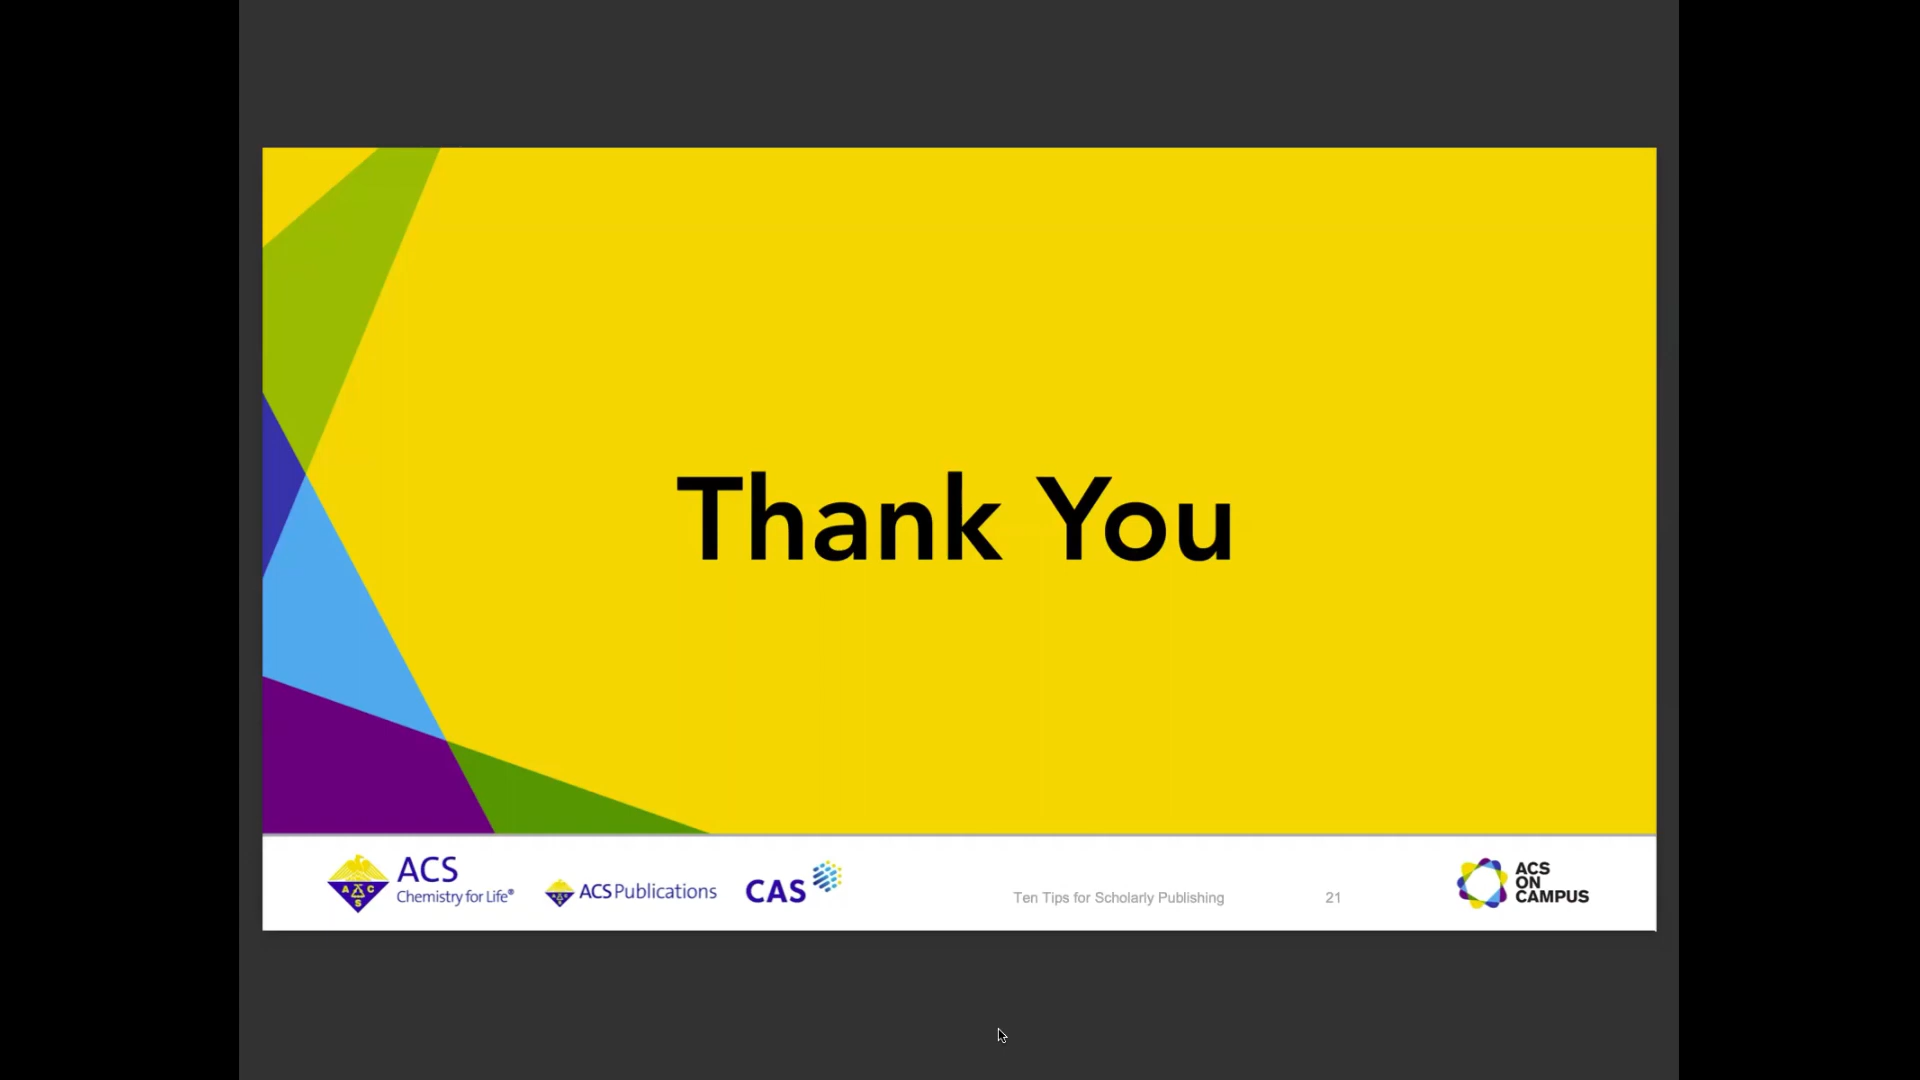 Thank You
ACS
Chemistry for Life®
ACS Publications
CAS
Ten Tips for Scholarly Publishing
21
ACS
ON
CAMPUS